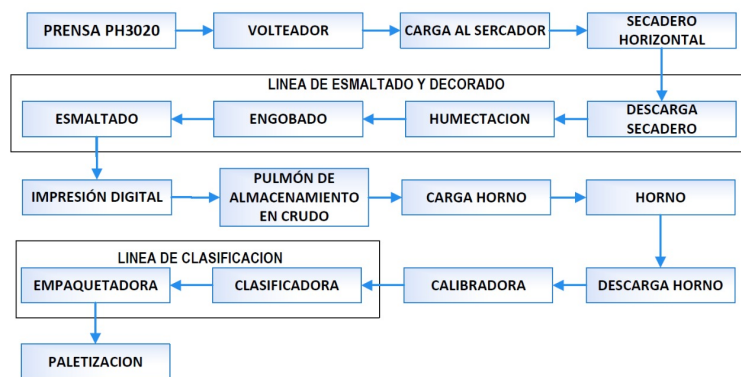 PRENSA PH3020
VOLTEADOR
CARGA AL SERCADOR
SECADERO
HORIZONTAL
LINEA DE ESMALTADO Y DECORADO
ESMALTADO
ENGOBADO
HUMECTACION
DESCARGA
SECADERO
IMPRESIÓN DIGITAL
PULMÓN DE
ALMACENAMIENTO
EN CRUDO
CARGA HORNO
HORNO
LINEA DE CLASIFICACION
EMPAQUETADORA
CLASIFICADORA
CALIBRADORA
DESCARGA HORNO
PALETIZACION